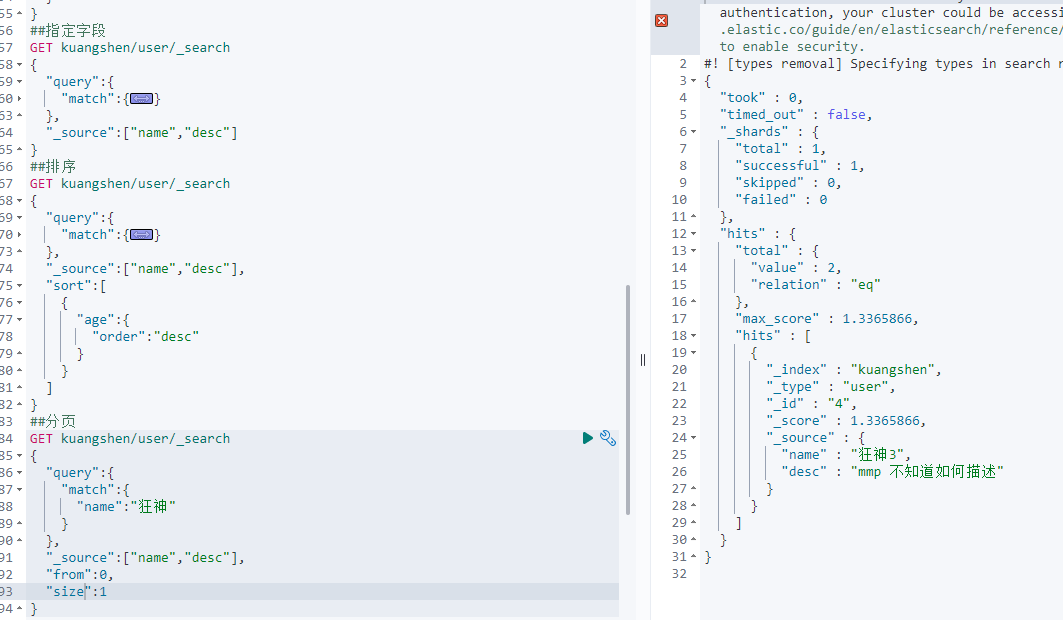 55 }
56 ##指定字段
57 GET kuangshen/user/_search
58 {
59 "query":{
60 "match":{}
63 },
64 "_source":["name","desc"]
65 }
66 ##排序
67 GET kuangshen/user/_search
68 {
69 "query":{
70 "match":{}
73 },
74 "_source":["name","desc"],
75 "sort":[
76 {
77 "age":{
78 "order":"desc"
79 }
80 }
81 ]
82 }
83 ##分页
84 GET kuangshen/user/_search
85 {
86 "query":{
87 "match":{
88 "name":"狂神"
89 }
90 },
91 "_source":["name","desc"],
92 "from":0,
93 "size":1
94 }
authentication, your cluster could be accessi
.elastic.co/guide/en/elasticsearch/reference/
to enable security.
2 #! [types removal] Specifying types in search r
3 {
4 "took" : 0,
5 "timed_out" : false,
6 "_shards" : {
7 "total" : 1,
8 "successful" : 1,
9 "skipped" : 0,
10 "failed" : 0
11 },
12 "hits" : {
13 "total" : {
14 "value" : 2,
15 "relation" : "eq"
16 },
17 "max_score" : 1.3365866,
18 "hits" : [
19 {
20 "_index" : "kuangshen",
21 "_type" : "user",
22 "_id" : "4",
23 "_score" : 1.3365866,
24 "_source" : {
25 "name" : "狂神3",
26 "desc" : "mmp 不知道如何描述"
27 }
28 }
29 ]
30 }
31 }
32